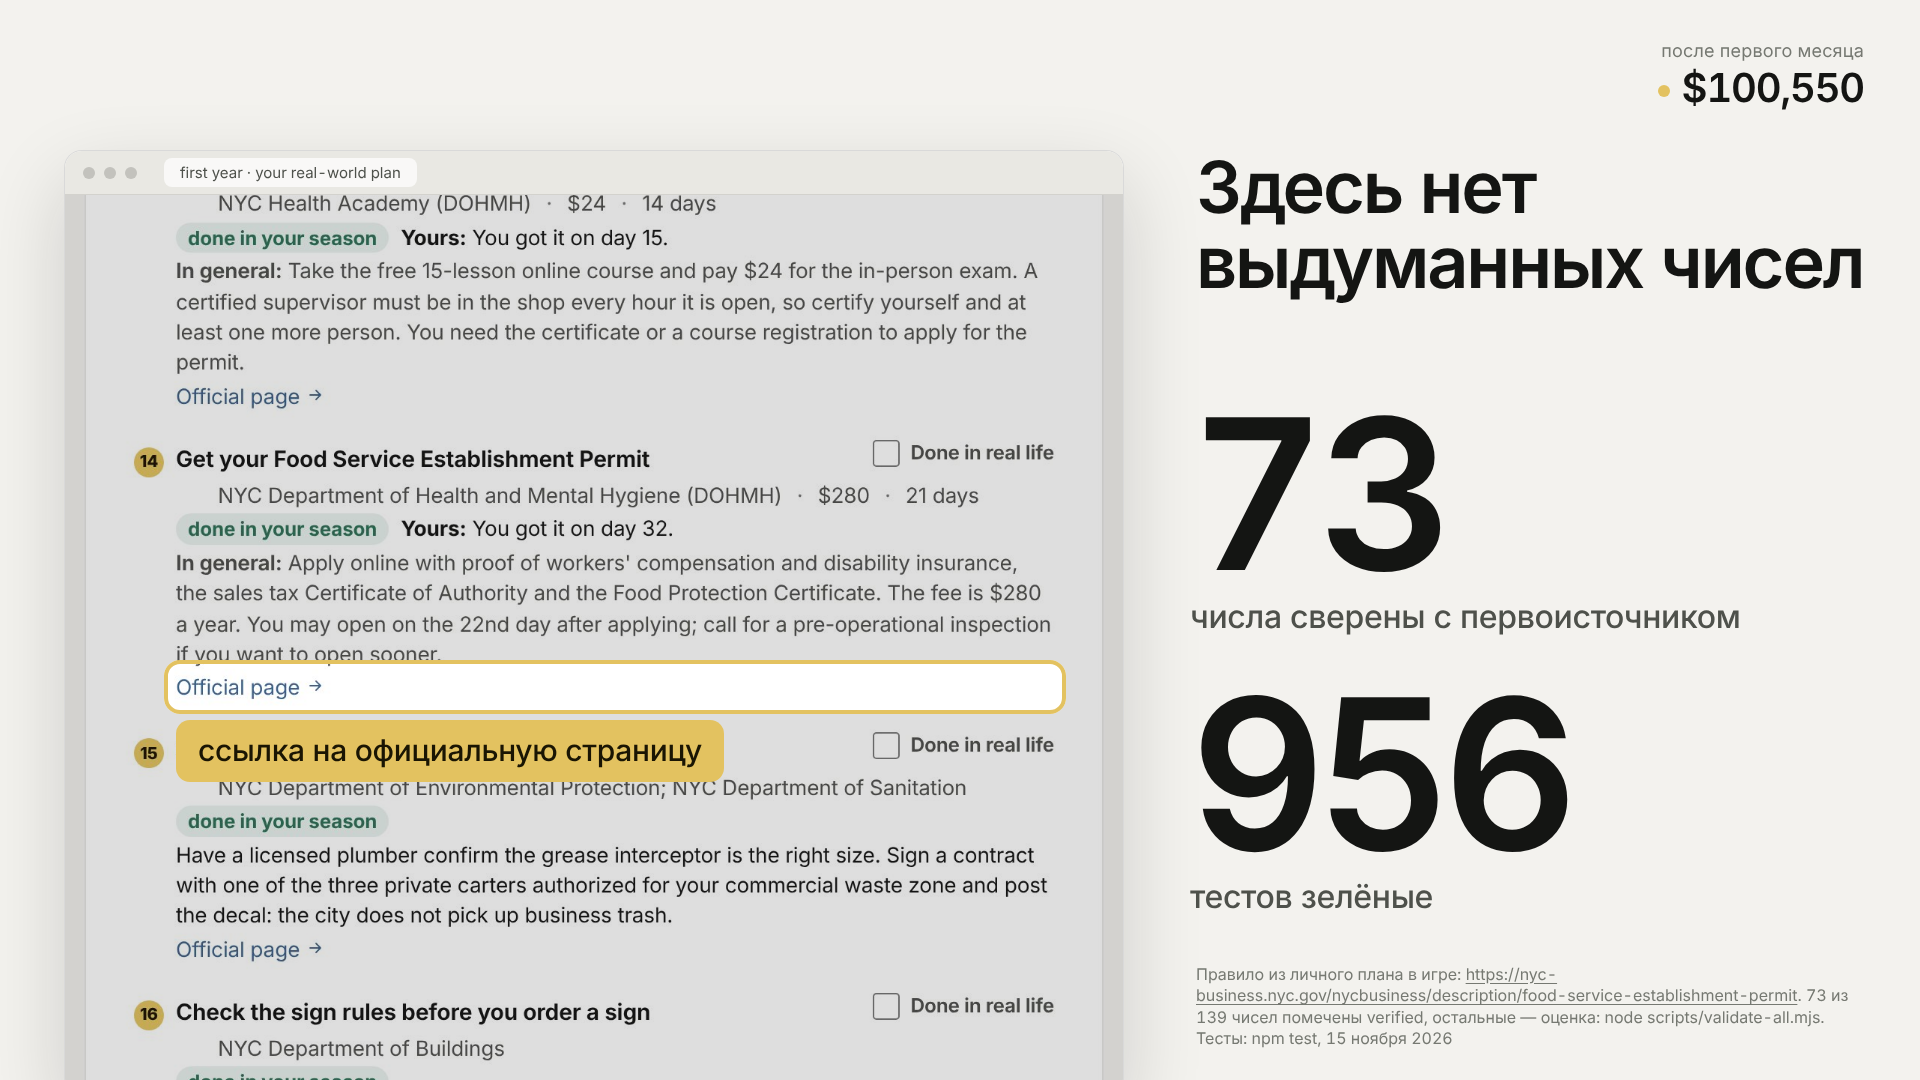 после первого месяца
$100,550
first year · your real-world plan
NYC Health Academy (DOHMH) · $24 · 14 days
done in your season Yours: You got it on day 15.
In general: Take the free 15-lesson online course and pay $24 for the in-person exam. A
certified supervisor must be in the shop every hour it is open, so certify yourself and at
least one more person. You need the certificate or a course registration to apply for the
permit.
Official page →
14 Get your Food Service Establishment Permit Done in real life
NYC Department of Health and Mental Hygiene (DOHMH) · $280 · 21 days
done in your season Yours: You got it on day 32.
In general: Apply online with proof of workers' compensation and disability insurance,
the sales tax Certificate of Authority and the Food Protection Certificate. The fee is $280
a year. You may open on the 22nd day after applying; call for a pre-operational inspection
if you want to open sooner.
Official page →
15 ссылка на официальную страницу Done in real life
NYC Department of Environmental Protection; NYC Department of Sanitation
done in your season
Have a licensed plumber confirm the grease interceptor is the right size. Sign a contract
with one of the three private carters authorized for your commercial waste zone and post
the decal: the city does not pick up business trash.
Official page →
16 Check the sign rules before you order a sign Done in real life
NYC Department of Buildings
done in your season
Здесь нет
выдуманных чисел
73
числа сверены с первоисточником
956
тестов зелёные
Правило из личного плана в игре: https://nyc-
business.nyc.gov/nycbusiness/description/food-service-establishment-permit. 73 из
139 чисел помечены verified, остальные — оценка: node scripts/validate-all.mjs.
Тесты: npm test, 15 ноября 2026